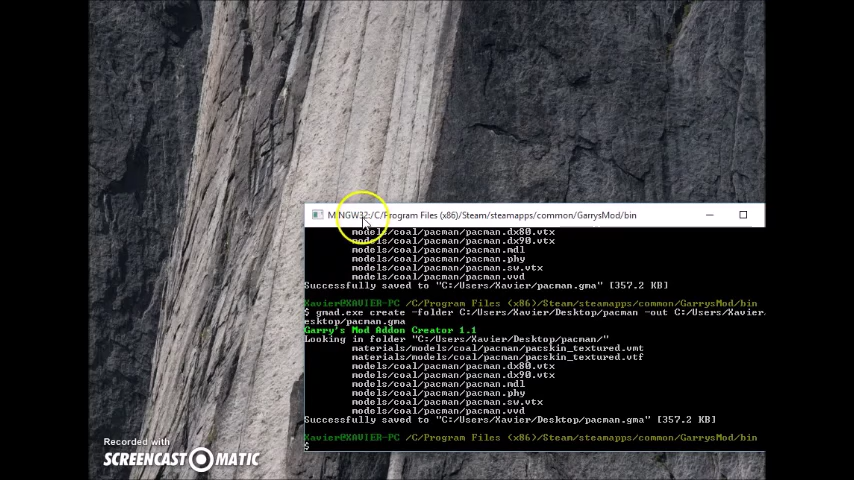 MINGW32:/C/Program Files (x86)/Steam/steamapps/common/GarrysMod/bin
models/coal/pacman/pacman.dx80.vtx
models/coal/pacman/pacman.dx90.vtx
models/coal/pacman/pacman.mdl
models/coal/pacman/pacman.phy
models/coal/pacman/pacman.sw.vtx
models/coal/pacman/pacman.vvd
Successfully saved to "C:/Users/Xavier/pacman.gma" [357.2 KB]
Xavier@XAVIER-PC /C/Program Files (x86)/Steam/steamapps/common/GarrysMod/bin
$ gmad.exe create -folder C:/Users/Xavier/Desktop/pacman -out C:/Users/Xavier/D
esktop/pacman.gma
Garry's Mod Addon Creator 1.1
Looking in folder "C:/Users/Xavier/Desktop/pacman/"
materials/models/coal/pacman/pacskin_textured.vmt
materials/models/coal/pacman/pacskin_textured.vtf
models/coal/pacman/pacman.dx80.vtx
models/coal/pacman/pacman.dx90.vtx
models/coal/pacman/pacman.mdl
models/coal/pacman/pacman.phy
models/coal/pacman/pacman.sw.vtx
models/coal/pacman/pacman.vvd
Successfully saved to "C:/Users/Xavier/Desktop/pacman.gma" [357.2 KB]
Xavier@XAVIER-PC /C/Program Files (x86)/Steam/steamapps/common/GarrysMod/bin
$
Recorded with
SCREENCAST-O-MATIC